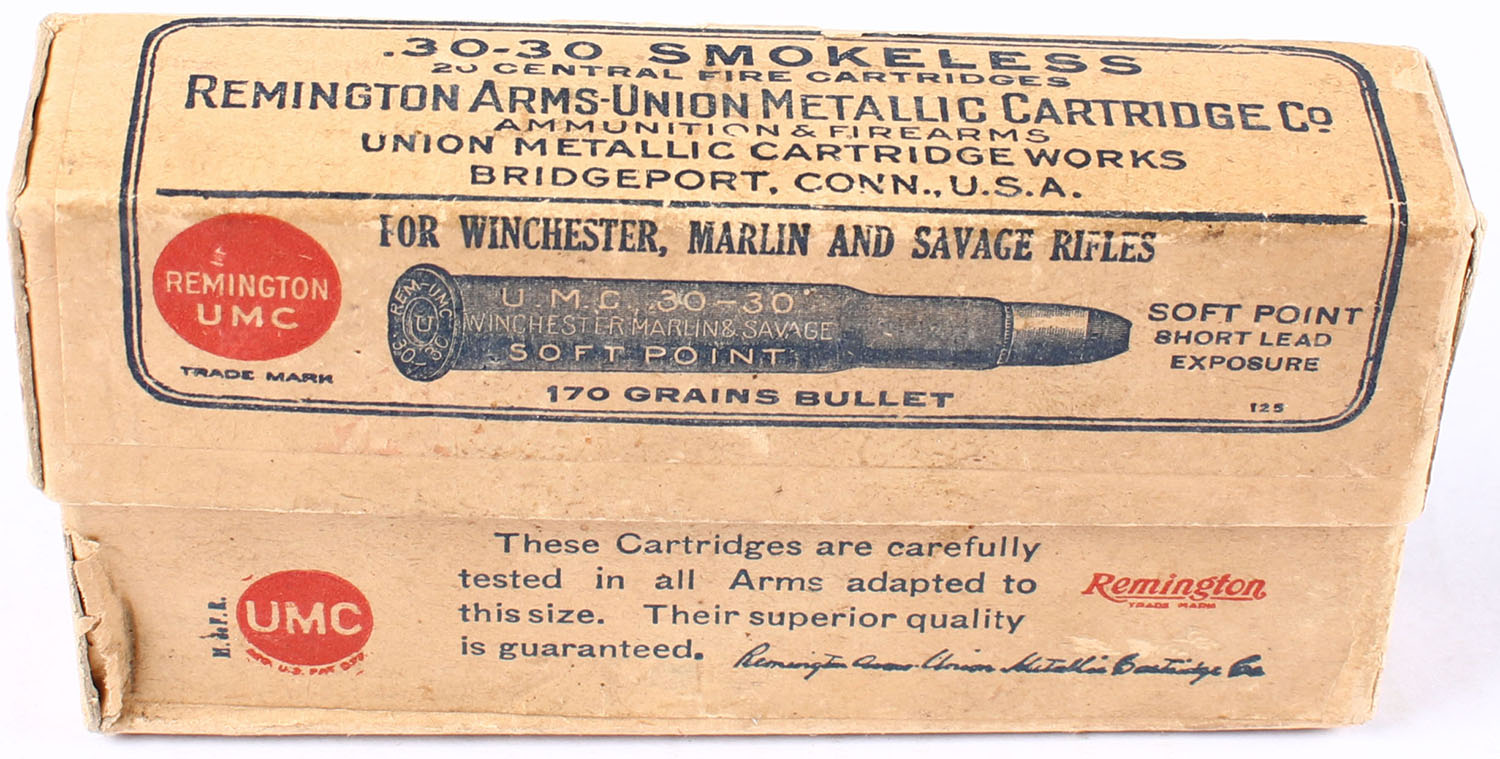 .30-30 SMOKELESS
20 CENTRAL FIRE CARTRIDGES
REMINGTON ARMS-UNION METALLIC CARTRIDGE CO
AMMUNITION & FIREARMS
UNION METALLIC CARTRIDGE WORKS
BRIDGEPORT, CONN., U.S.A.
FOR WINCHESTER, MARLIN AND SAVAGE RIFLES
REMINGTON
UMC
TRADE MARK
REM-UMC
U
30-30
U.M.C. .30-30
WINCHESTER, MARLIN & SAVAGE
SOFT POINT
170 GRAINS BULLET
SOFT POINT
SHORT LEAD
EXPOSURE
125
M. & P. R.
UMC
REG. U.S. PAT. OFF.
These Cartridges are carefully
tested in all Arms adapted to
this size. Their superior quality
is guaranteed.
Remington Arms-Union Metallic Cartridge Co
Remington,
TRADE MARK